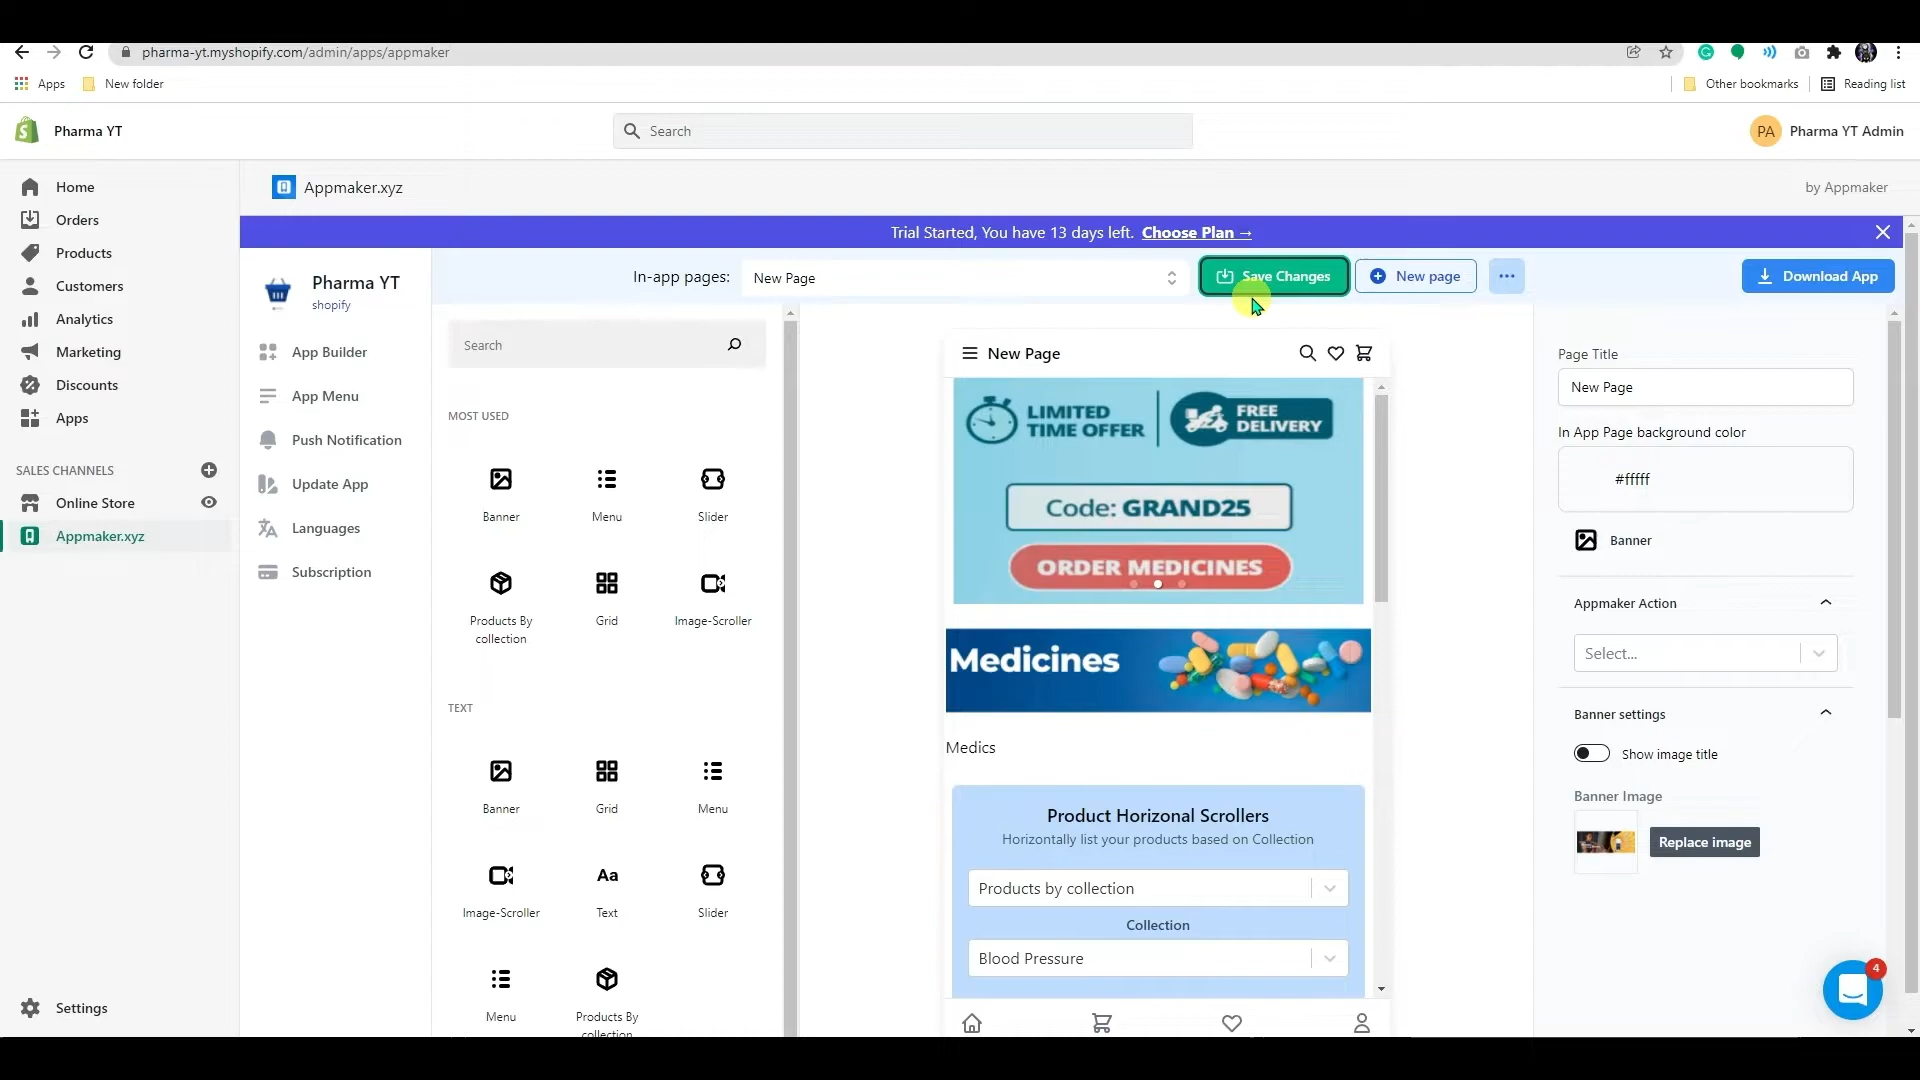 pharma-yt.myshopify.com/admin/apps/appmaker
Apps
New folder
Other bookmarks
Reading list
Pharma YT
Search
PA
Pharma YT Admin
Home
Orders
Products
Customers
Analytics
Marketing
Discounts
Apps
SALES CHANNELS
Online Store
Appmaker.xyz
Settings
Appmaker.xyz
by Appmaker
Trial Started, You have 13 days left. Choose Plan →
Pharma YT
shopify
App Builder
App Menu
Push Notification
Update App
Languages
Subscription
In-app pages:
New Page
Save Changes
New page
Download App
Search
MOST USED
Banner
Menu
Slider
Products By
collection
Grid
Image-Scroller
TEXT
Banner
Grid
Menu
Image-Scroller
Aa
Text
Slider
Menu
Products By
collection
New Page
LIMITED
TIME OFFER
FREE
DELIVERY
Code: GRAND25
ORDER MEDICINES
Medicines
Medics
Product Horizonal Scrollers
Horizontally list your products based on Collection
Products by collection
Collection
Blood Pressure
Page Title
New Page
In App Page background color
#fffff
Banner
Appmaker Action
Select...
Banner settings
Show image title
Banner Image
Replace image
4